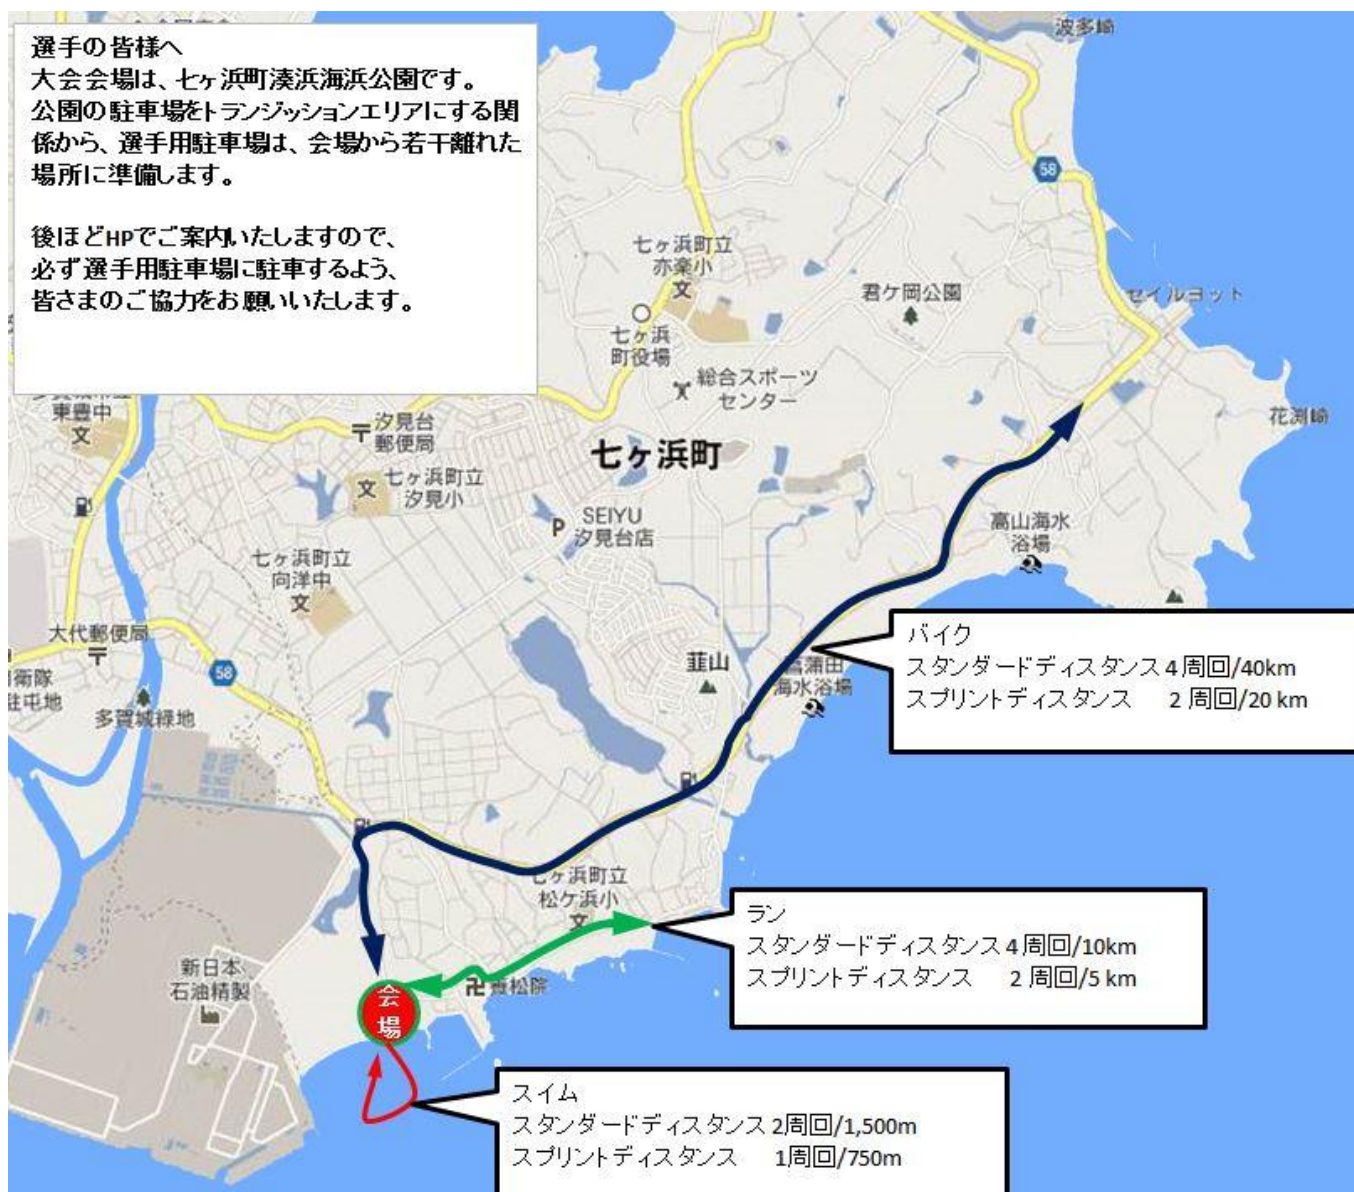 選手の皆様へ
大会会場は、七ヶ浜町湊浜海浜公園です。
公園の駐車場をトランジッションエリアにする関
係から、選手用駐車場は、会場から若干離れた
場所に準備します。
後ほどHPでご案内いたしますので、
必ず選手用駐車場に駐車するよう、
皆さまのご協力をお願いいたします。
波多崎
58
七ヶ浜町立
亦楽小
文
君ケ岡公園
セイルヨット
七ヶ浜
町役場
総合スポーツ
センター
東豊中
文
汐見台
郵便局
花渕崎
七ヶ浜町
文
七ヶ浜町立
汐見小
P
SEIYU
汐見台店
高山海水
浴場
七ヶ浜町立
向洋中
文
大代郵便局
58
韮山
菖蒲田
海水浴場
衛隊
駐屯地
多賀城緑地
バイク
スタンダードディスタンス 4 周回/40km
スプリントディスタンス 2 周回/20 km
七ヶ浜町立
松ケ浜小
文
ラン
スタンダードディスタンス 4 周回/10km
スプリントディスタンス 2 周回/5 km
新日本
石油精製
会
場
スイム
スタンダードディスタンス 2周回/1,500m
スプリントディスタンス 1周回/750m